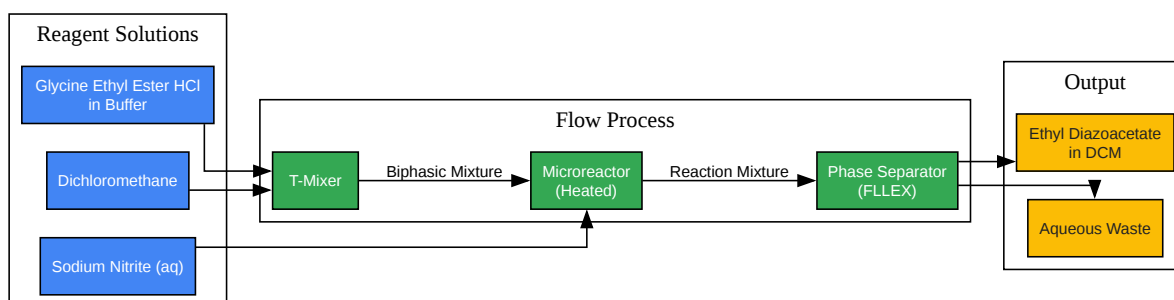 Reagent Solutions
Glycine Ethyl Ester HCl
in Buffer
Dichloromethane
Sodium Nitrite (aq)
Flow Process
T-Mixer
Biphasic Mixture
Microreactor
(Heated)
Reaction Mixture
Phase Separator
(FLLEX)
Output
Ethyl Diazoacetate
in DCM
Aqueous Waste